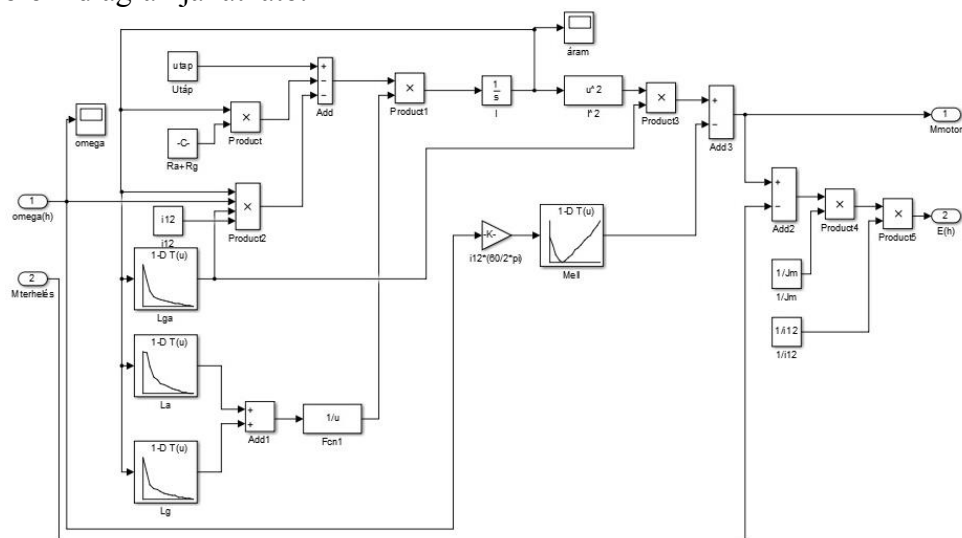 áram
utap
Utáp
+
−
−
Add
×
Product1
1
s
I
u^2
I^2
×
Product3
+
−
Add3
1
Mmotor
omega
×
Product
-C-
Ra+Rg
1
omega(h)
×
Product2
i12
i12
-K-
i12*(60/2*pi)
1-D T(u)
Mell
+
−
Add2
×
Product4
×
Product5
2
E(h)
2
Mterhelés
1-D T(u)
Lga
1/Jm
1/Jm
1/i12
1/i12
1-D T(u)
La
+
+
Add1
1/u
Fcn1
1-D T(u)
Lg